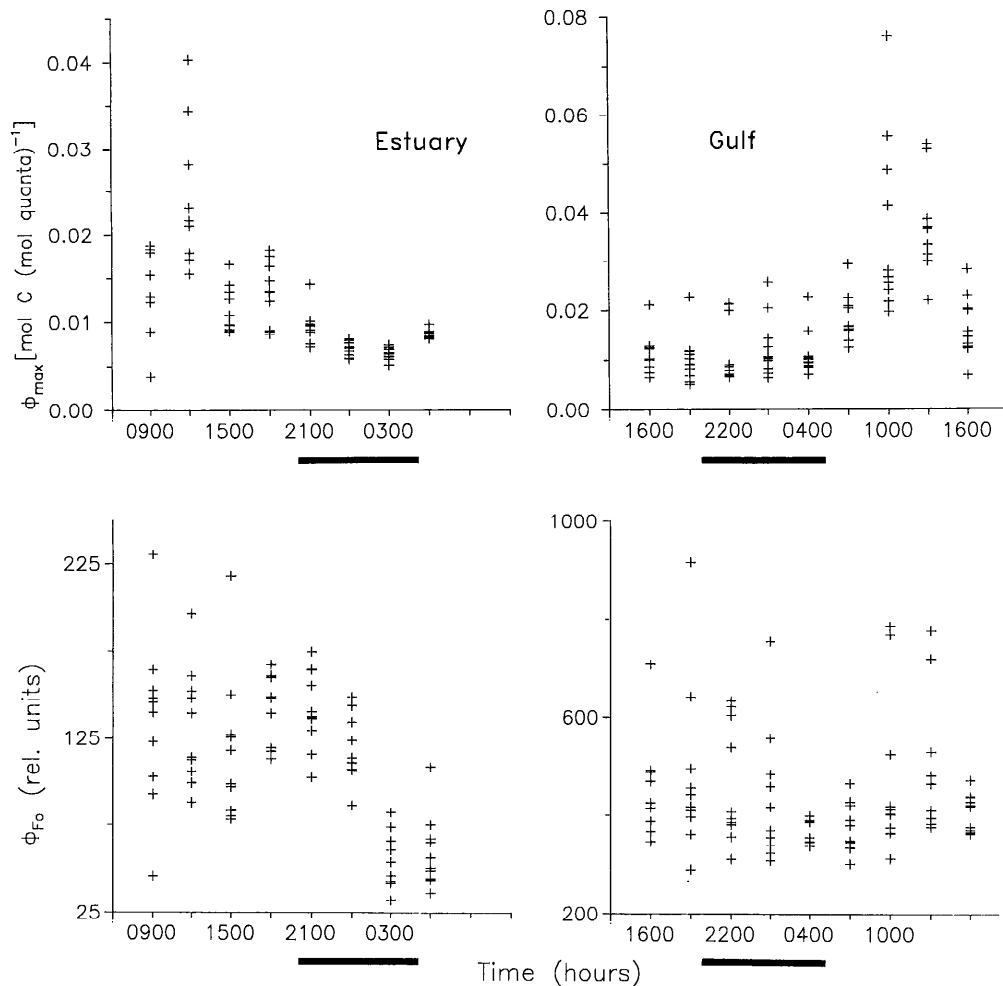 0.04
0.03
0.02
0.01
0.00
ϕmax [mol C (mol quanta)⁻¹]
Estuary
0900 1500 2100 0300
0.08
0.06
0.04
0.02
0.00
Gulf
1600 2200 0400 1000 1600
225
125
25
ϕFo (rel. units)
0900 1500 2100 0300
1000
600
200
1600 2200 0400 1000
Time (hours)